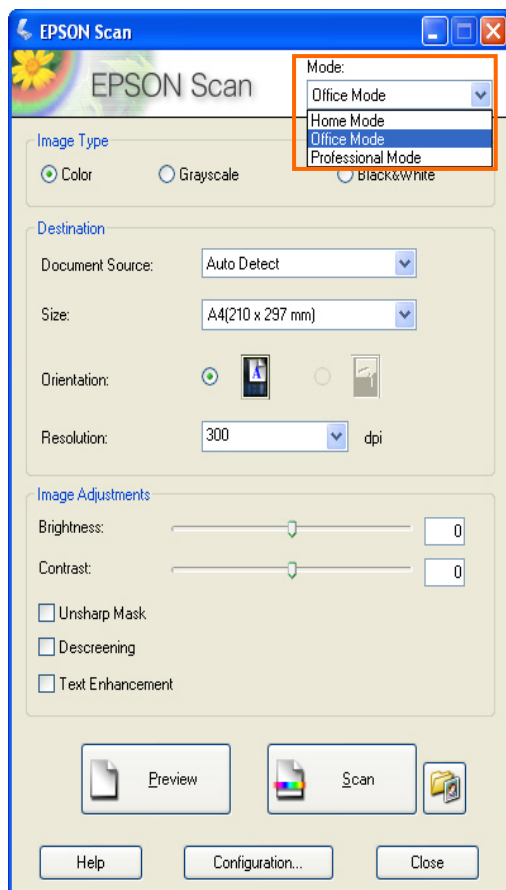 EPSON Scan
EPSON Scan
Mode:
Office Mode
Home Mode
Office Mode
Professional Mode
Image Type
Color
Grayscale
Black&White
Destination
Document Source:
Auto Detect
Size:
A4(210 x 297 mm)
Orientation:
Resolution:
300
dpi
Image Adjustments
Brightness:
0
Contrast:
0
Unsharp Mask
Descreening
Text Enhancement
Preview
Scan
Help
Configuration...
Close